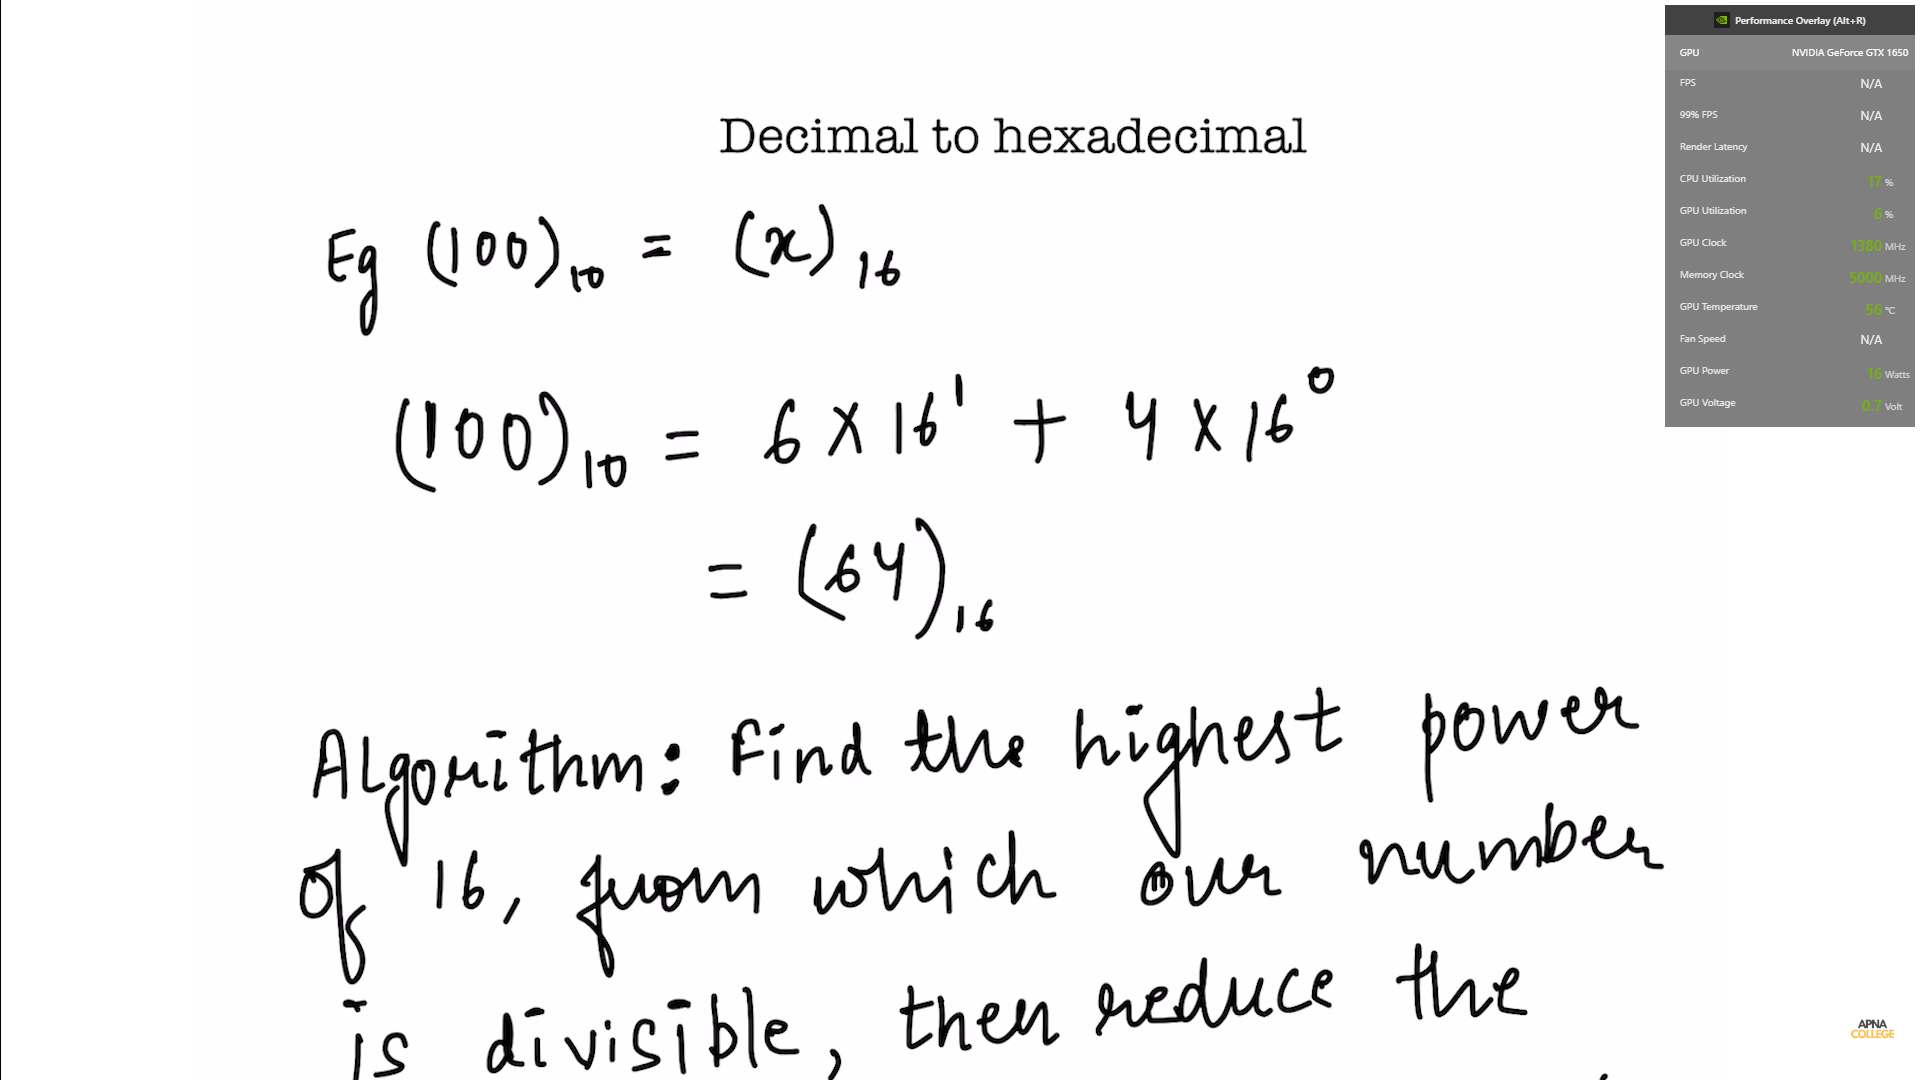 Decimal to hexadecimal
Eg (100)₁₀ = (x)₁₆
(100)₁₀ = 6 × 16¹ + 4 × 16⁰
= (64)₁₆
Algorithm: Find the highest power
of 16, from which our number
is divisible, then reduce the
Performance Overlay (Alt+R)
GPU NVIDIA GeForce GTX 1650
FPS N/A
99% FPS N/A
Render Latency N/A
CPU Utilization 17 %
GPU Utilization 6 %
GPU Clock 1380 MHz
Memory Clock 5000 MHz
GPU Temperature 56 °C
Fan Speed N/A
GPU Power 16 Watts
GPU Voltage 0.7 Volt
APNA
COLLEGE